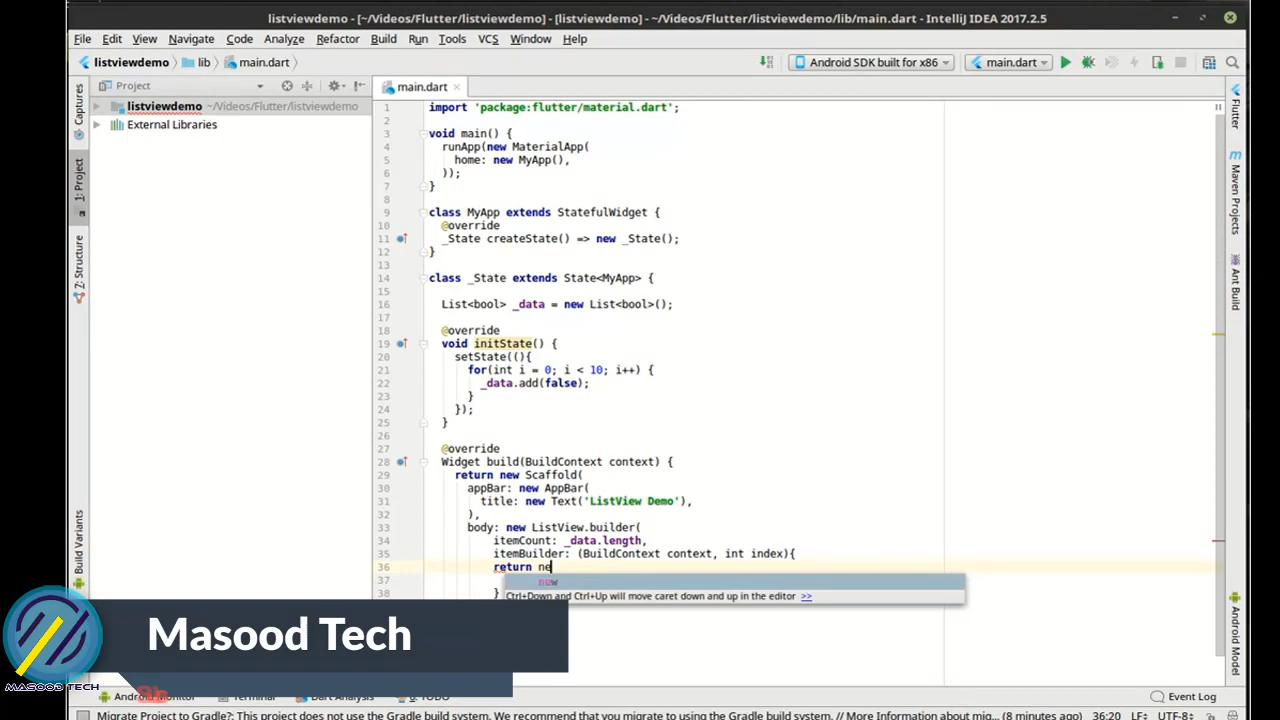 listviewdemo - [~/Videos/Flutter/listviewdemo] - [listviewdemo] - ~/Videos/Flutter/listviewdemo/lib/main.dart - IntelliJ IDEA 2017.2.5
File Edit View Navigate Code Analyze Refactor Build Run Tools VCS Window Help
listviewdemo lib main.dart Android SDK built for x86 main.dart
Project main.dart
listviewdemo ~/Videos/Flutter/listviewdemo
External Libraries
Captures
1: Project
7: Structure
Build Variants
1 import 'package:flutter/material.dart';
2
3 void main() {
4 runApp(new MaterialApp(
5 home: new MyApp(),
6 ));
7 }
8
9 class MyApp extends StatefulWidget {
10 @override
11 _State createState() => new _State();
12 }
13
14 class _State extends State<MyApp> {
15
16 List<bool> _data = new List<bool>();
17
18 @override
19 void initState() {
20 setState((){
21 for(int i = 0; i < 10; i++) {
22 _data.add(false);
23 }
24 });
25 }
26
27 @override
28 Widget build(BuildContext context) {
29 return new Scaffold(
30 appBar: new AppBar(
31 title: new Text('ListView Demo'),
32 ),
33 body: new ListView.builder(
34 itemCount: _data.length,
35 itemBuilder: (BuildContext context, int index){
36 return ne
37 new
38 } Ctrl+Down and Ctrl+Up will move caret down and up in the editor >>
Flutter
Maven Projects
Ant Build
Android Model
Masood Tech
MASOOD TECH
Android Monitor Terminal Dart Analysis 6: TODO Event Log
Migrate Project to Gradle?: This project does not use the Gradle build system. We recommend that you migrate to using the Gradle build system. // More Information about mig... (8 minutes ago) 36:20 LF÷ UTF-8÷